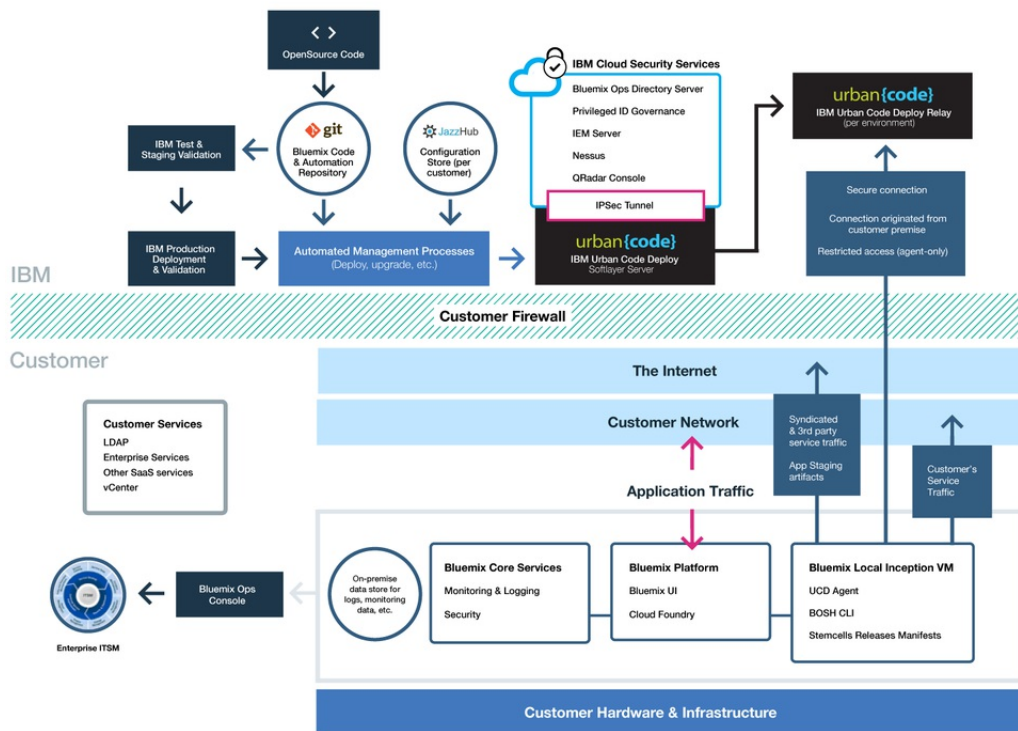 < >
OpenSource Code
git
Bluemix Code
& Automation
Repository
JazzHub
Configuration
Store (per
customer)
IBM Test &
Staging Validation
IBM Production
Deployment
& Validation
Automated Management Processes
(Deploy, upgrade, etc.)
IBM Cloud Security Services
Bluemix Ops Directory Server
Privileged ID Governance
IEM Server
Nessus
QRadar Console
IPSec Tunnel
urban{code}
IBM Urban Code Deploy
Softlayer Server
urban{code}
IBM Urban Code Deploy Relay
(per environment)
Secure connection
Connection originated from
customer premise
Restricted access (agent-only)
IBM
Customer Firewall
Customer
The Internet
Customer Network
Application Traffic
Syndicated
& 3rd party
service traffic
App Staging
artifacts
Customer's
Service
Traffic
Customer Services
LDAP
Enterprise Services
Other SaaS services
vCenter
Enterprise ITSM
Bluemix Ops
Console
On-premise
data store for
logs, monitoring
data, etc.
Bluemix Core Services
Monitoring & Logging
Security
Bluemix Platform
Bluemix UI
Cloud Foundry
Bluemix Local Inception VM
UCD Agent
BOSH CLI
Stemcells Releases Manifests
Customer Hardware & Infrastructure